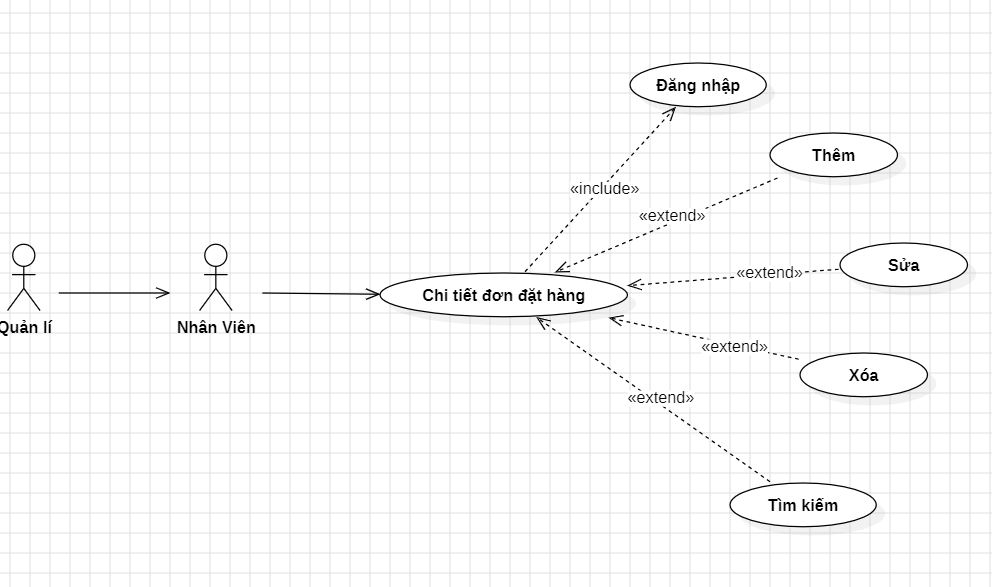 Đăng nhập
Thêm
«include»
«extend»
Sửa
«extend»
Chi tiết đơn đặt hàng
Quản lí
Nhân Viên
«extend»
Xóa
«extend»
Tìm kiếm